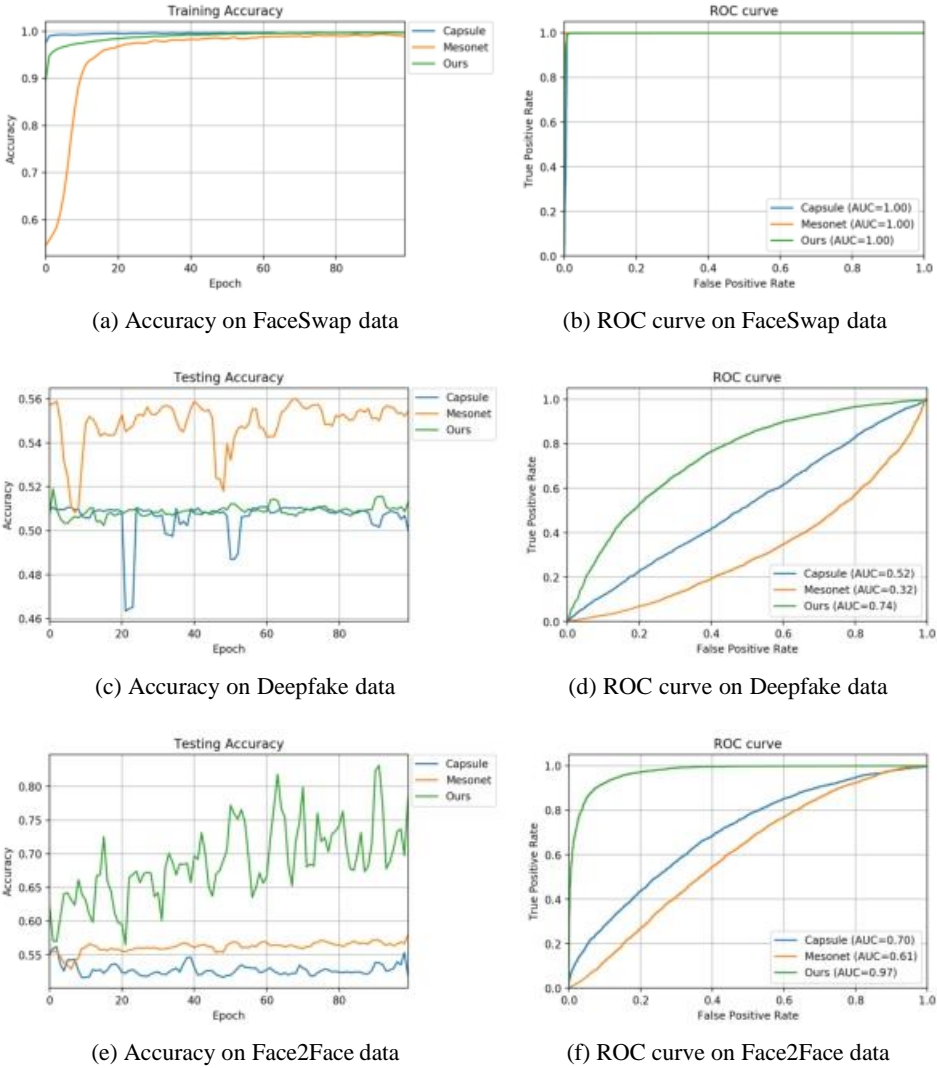 Training Accuracy
1.0
0.9
0.8
0.7
0.6
Accuracy
0 20 40 60 80
Epoch
Capsule
Mesonet
Ours
ROC curve
1.0
0.8
0.6
0.4
0.2
0.0
True Positive Rate
Capsule (AUC=1.00)
Mesonet (AUC=1.00)
Ours (AUC=1.00)
0.0 0.2 0.4 0.6 0.8 1.0
False Positive Rate
(a) Accuracy on FaceSwap data
(b) ROC curve on FaceSwap data
Testing Accuracy
0.56
0.54
0.52
0.50
0.48
0.46
Accuracy
0 20 40 60 80
Epoch
Capsule
Mesonet
Ours
ROC curve
1.0
0.8
0.6
0.4
0.2
0.0
True Positive Rate
Capsule (AUC=0.52)
Mesonet (AUC=0.32)
Ours (AUC=0.74)
0.0 0.2 0.4 0.6 0.8 1.0
False Positive Rate
(c) Accuracy on Deepfake data
(d) ROC curve on Deepfake data
Testing Accuracy
0.80
0.75
0.70
0.65
0.60
0.55
Accuracy
0 20 40 60 80
Epoch
Capsule
Mesonet
Ours
ROC curve
1.0
0.8
0.6
0.4
0.2
0.0
True Positive Rate
Capsule (AUC=0.70)
Mesonet (AUC=0.61)
Ours (AUC=0.97)
0.0 0.2 0.4 0.6 0.8 1.0
False Positive Rate
(e) Accuracy on Face2Face data
(f) ROC curve on Face2Face data